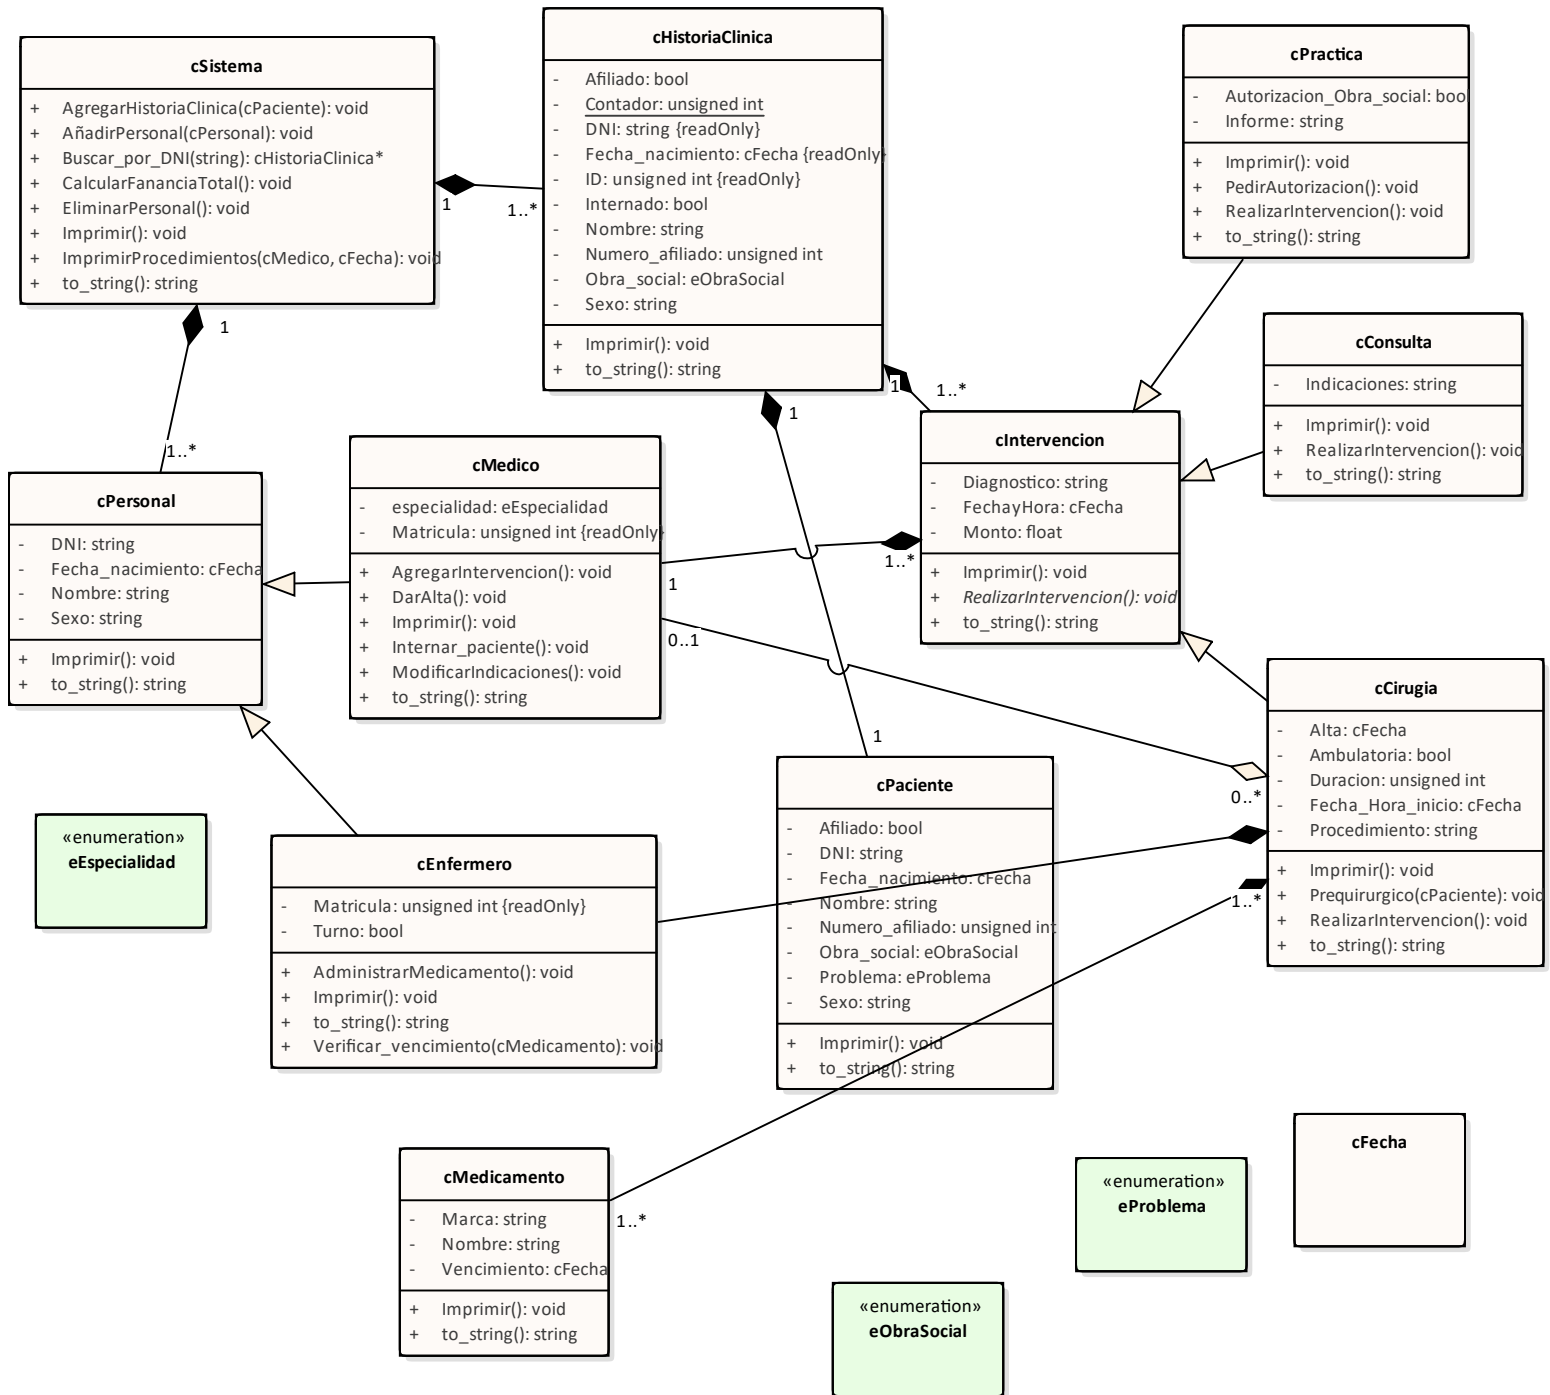 cSistema
+ AgregarHistoriaClinica(cPaciente): void
+ AñadirPersonal(cPersonal): void
+ Buscar_por_DNI(string): cHistoriaClinica*
+ CalcularFananciaTotal(): void
+ EliminarPersonal(): void
+ Imprimir(): void
+ ImprimirProcedimientos(cMedico, cFecha): void
+ to_string(): string
1
1..*
1
1..*
cHistoriaClinica
- Afiliado: bool
- Contador: unsigned int
- DNI: string {readOnly}
- Fecha_nacimiento: cFecha {readOnly}
- ID: unsigned int {readOnly}
- Internado: bool
- Nombre: string
- Numero_afiliado: unsigned int
- Obra_social: eObraSocial
- Sexo: string
+ Imprimir(): void
+ to_string(): string
1
1..*
1
1
cPractica
- Autorizacion_Obra_social: bool
- Informe: string
+ Imprimir(): void
+ PedirAutorizacion(): void
+ RealizarIntervencion(): void
+ to_string(): string
cConsulta
- Indicaciones: string
+ Imprimir(): void
+ RealizarIntervencion(): void
+ to_string(): string
cIntervencion
- Diagnostico: string
- FechayHora: cFecha
- Monto: float
+ Imprimir(): void
+ RealizarIntervencion(): void
+ to_string(): string
1..*
1
cMedico
- especialidad: eEspecialidad
- Matricula: unsigned int {readOnly}
+ AgregarIntervencion(): void
+ DarAlta(): void
+ Imprimir(): void
+ Internar_paciente(): void
+ ModificarIndicaciones(): void
+ to_string(): string
0..1
0..*
cPersonal
- DNI: string
- Fecha_nacimiento: cFecha
- Nombre: string
- Sexo: string
+ Imprimir(): void
+ to_string(): string
cCirugia
- Alta: cFecha
- Ambulatoria: bool
- Duracion: unsigned int
- Fecha_Hora_inicio: cFecha
- Procedimiento: string
+ Imprimir(): void
+ Prequirurgico(cPaciente): void
+ RealizarIntervencion(): void
+ to_string(): string
1..*
1..*
cPaciente
- Afiliado: bool
- DNI: string
- Fecha_nacimiento: cFecha
- Nombre: string
- Numero_afiliado: unsigned int
- Obra_social: eObraSocial
- Problema: eProblema
- Sexo: string
+ Imprimir(): void
+ to_string(): string
«enumeration»
eEspecialidad
cEnfermero
- Matricula: unsigned int {readOnly}
- Turno: bool
+ AdministrarMedicamento(): void
+ Imprimir(): void
+ to_string(): string
+ Verificar_vencimiento(cMedicamento): void
cMedicamento
- Marca: string
- Nombre: string
- Vencimiento: cFecha
+ Imprimir(): void
+ to_string(): string
«enumeration»
eProblema
cFecha
«enumeration»
eObraSocial